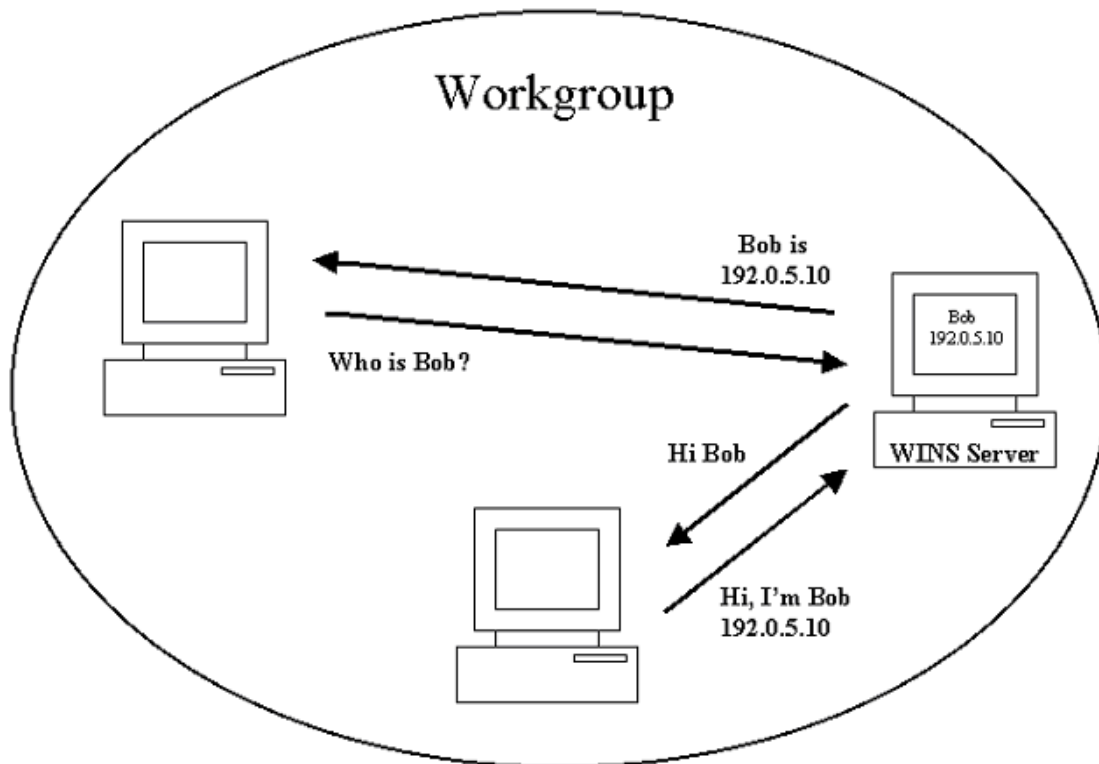 Workgroup
Bob is
192.0.5.10
Bob
192.0.5.10
Who is Bob?
Hi Bob
WINS Server
Hi, I'm Bob
192.0.5.10